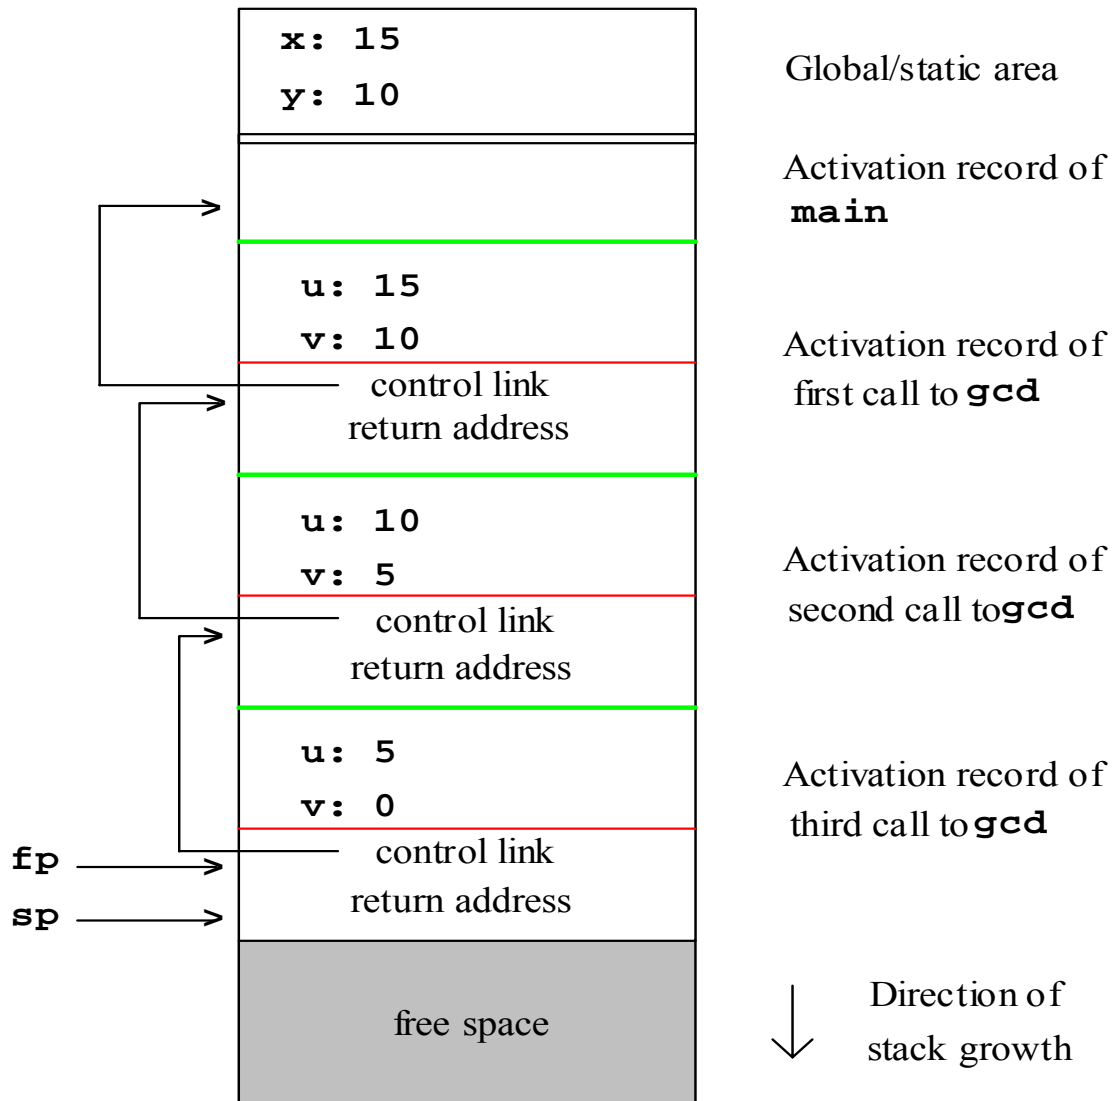 x: 15
y: 10
Global/static area
Activation record of
main
u: 15
v: 10
control link
return address
Activation record of
first call to gcd
u: 10
v: 5
control link
return address
Activation record of
second call to gcd
u: 5
v: 0
control link
return address
Activation record of
third call to gcd
fp
sp
free space
Direction of
stack growth